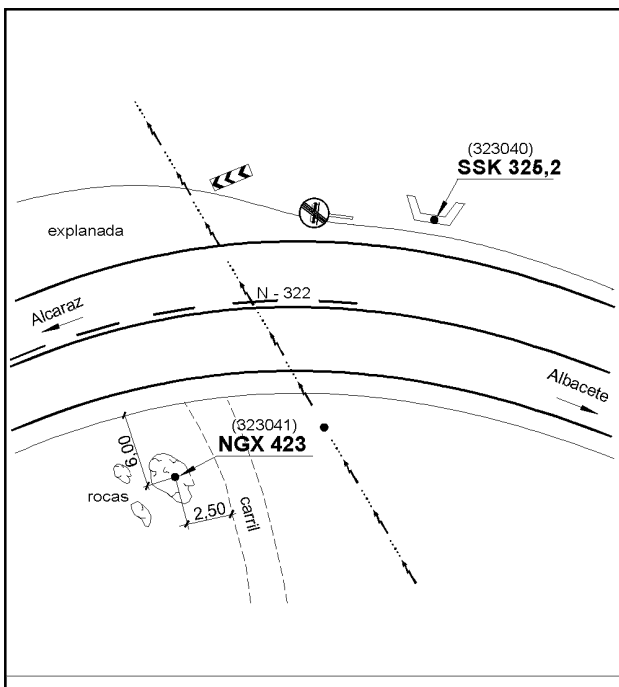 (323040)
SSK 325,2
explanada
N - 322
Alcaraz
Albacete
(323041)
NGX 423
6,00
rocas
2,50
carril